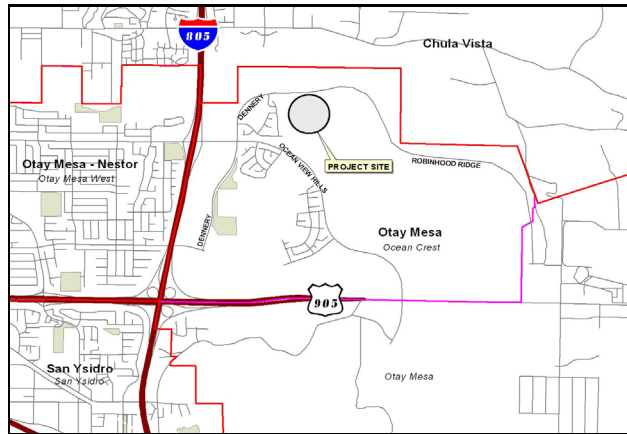 805
Chula Vista
DENNERY
PROJECT SITE
OCEAN VIEW HILLS
ROBINHOOD RIDGE
Otay Mesa - Nestor
Otay Mesa West
DENNERY
Otay Mesa
Ocean Crest
905
San Ysidro
San Ysidro
Otay Mesa